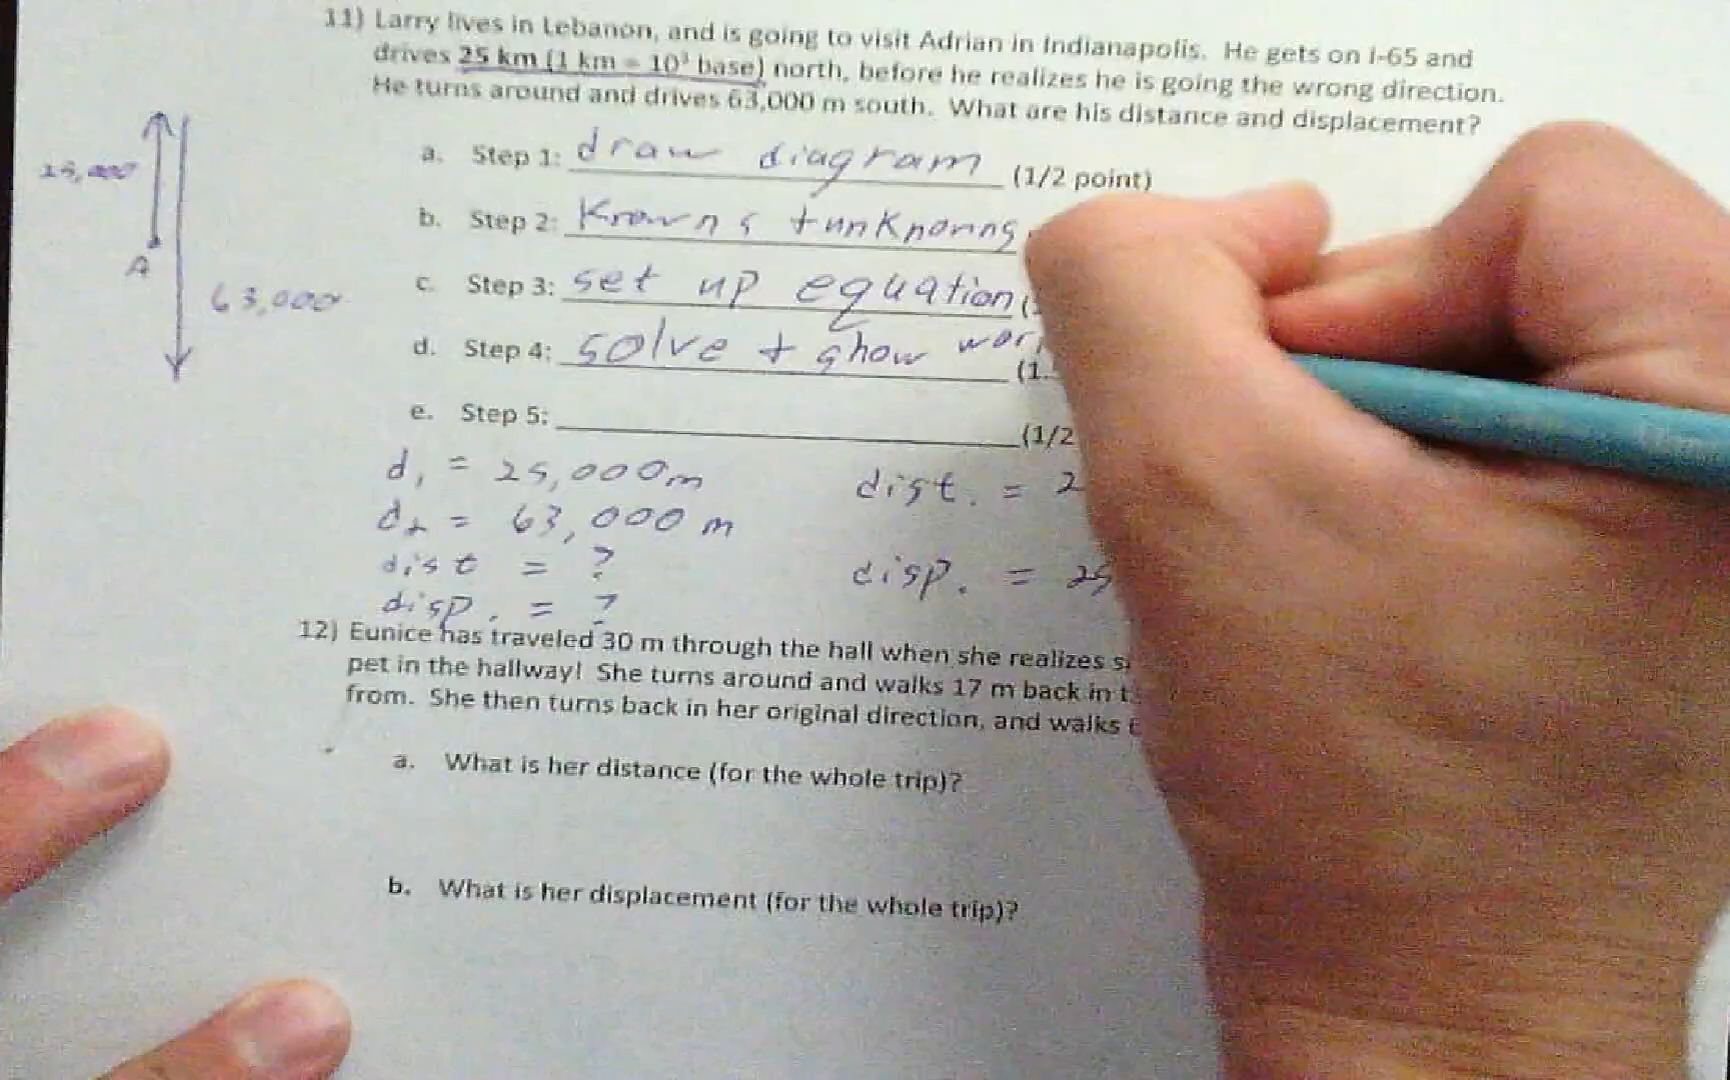 11) Larry lives in Lebanon, and is going to visit Adrian in Indianapolis. He gets on I-65 and
drives 25 km (1 km = 10³ base) north, before he realizes he is going the wrong direction.
He turns around and drives 63,000 m south. What are his distance and displacement?
a. Step 1: draw diagram (1/2 point)
b. Step 2: Knowns + unknowns
c. Step 3: set up equation (
d. Step 4: solve + show work
(1.
e. Step 5: (1/2
25,000
A
63,000
d₁ = 25,000m
d₂ = 63,000 m
dist = ?
disp. = ?
dist. = 2
disp. = 25
12) Eunice has traveled 30 m through the hall when she realizes
pet in the hallway! She turns around and walks 17 m back in
from. She then turns back in her original direction, and walks
a. What is her distance (for the whole trip)?
b. What is her displacement (for the whole trip)?